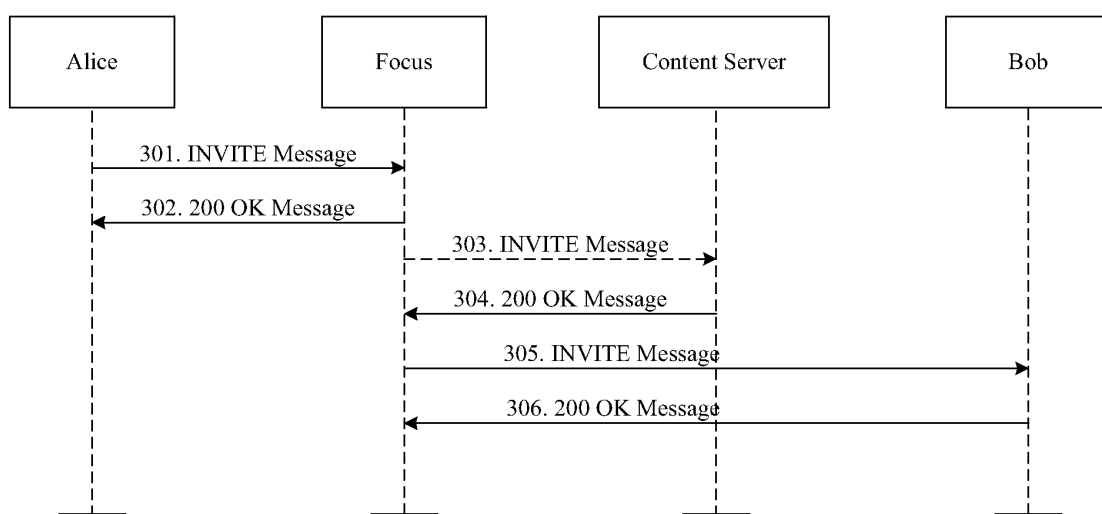 Alice
Focus
Content Server
Bob
301. INVITE Message
302. 200 OK Message
303. INVITE Message
304. 200 OK Message
305. INVITE Message
306. 200 OK Message